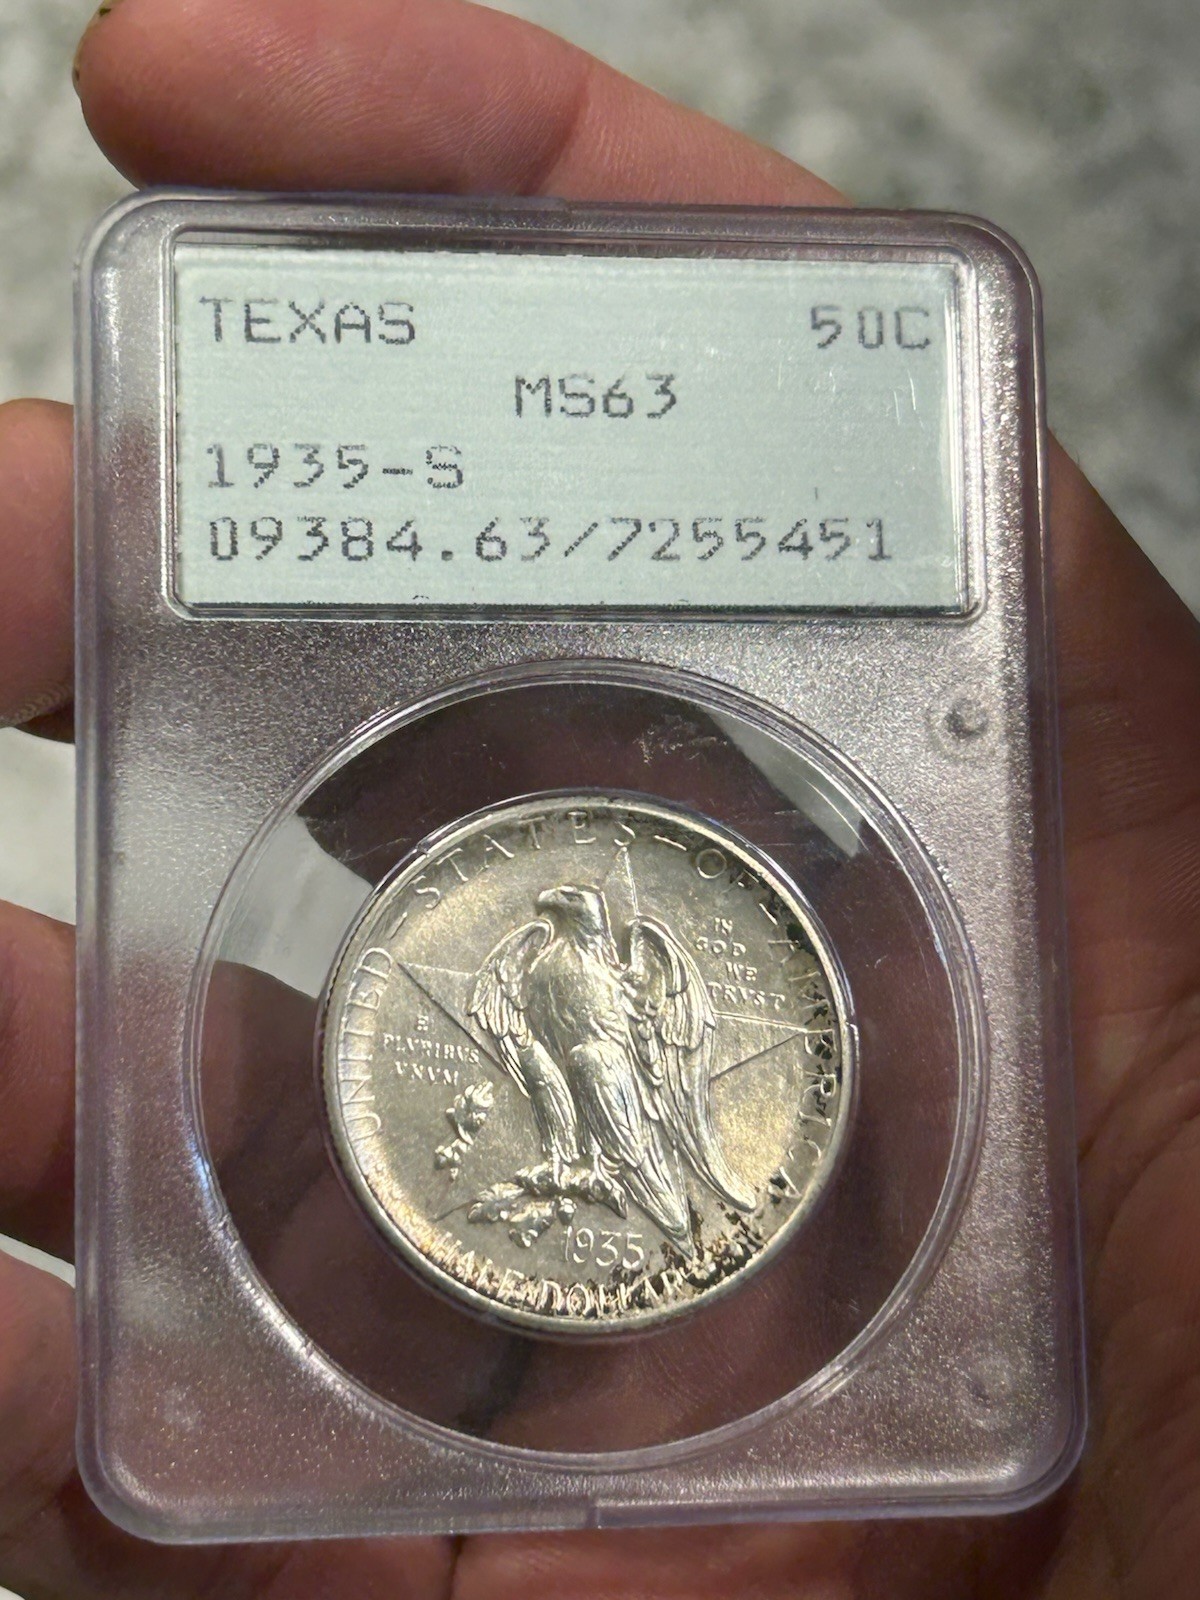 TEXAS 50C
MS63
1935-S
09384.63/7255451
UNITED-STATES-OF-AMERICA
IN
GOD
WE
TRVST
E
PLVRIBVS
VNVM
1935
HALF-DOLLAR